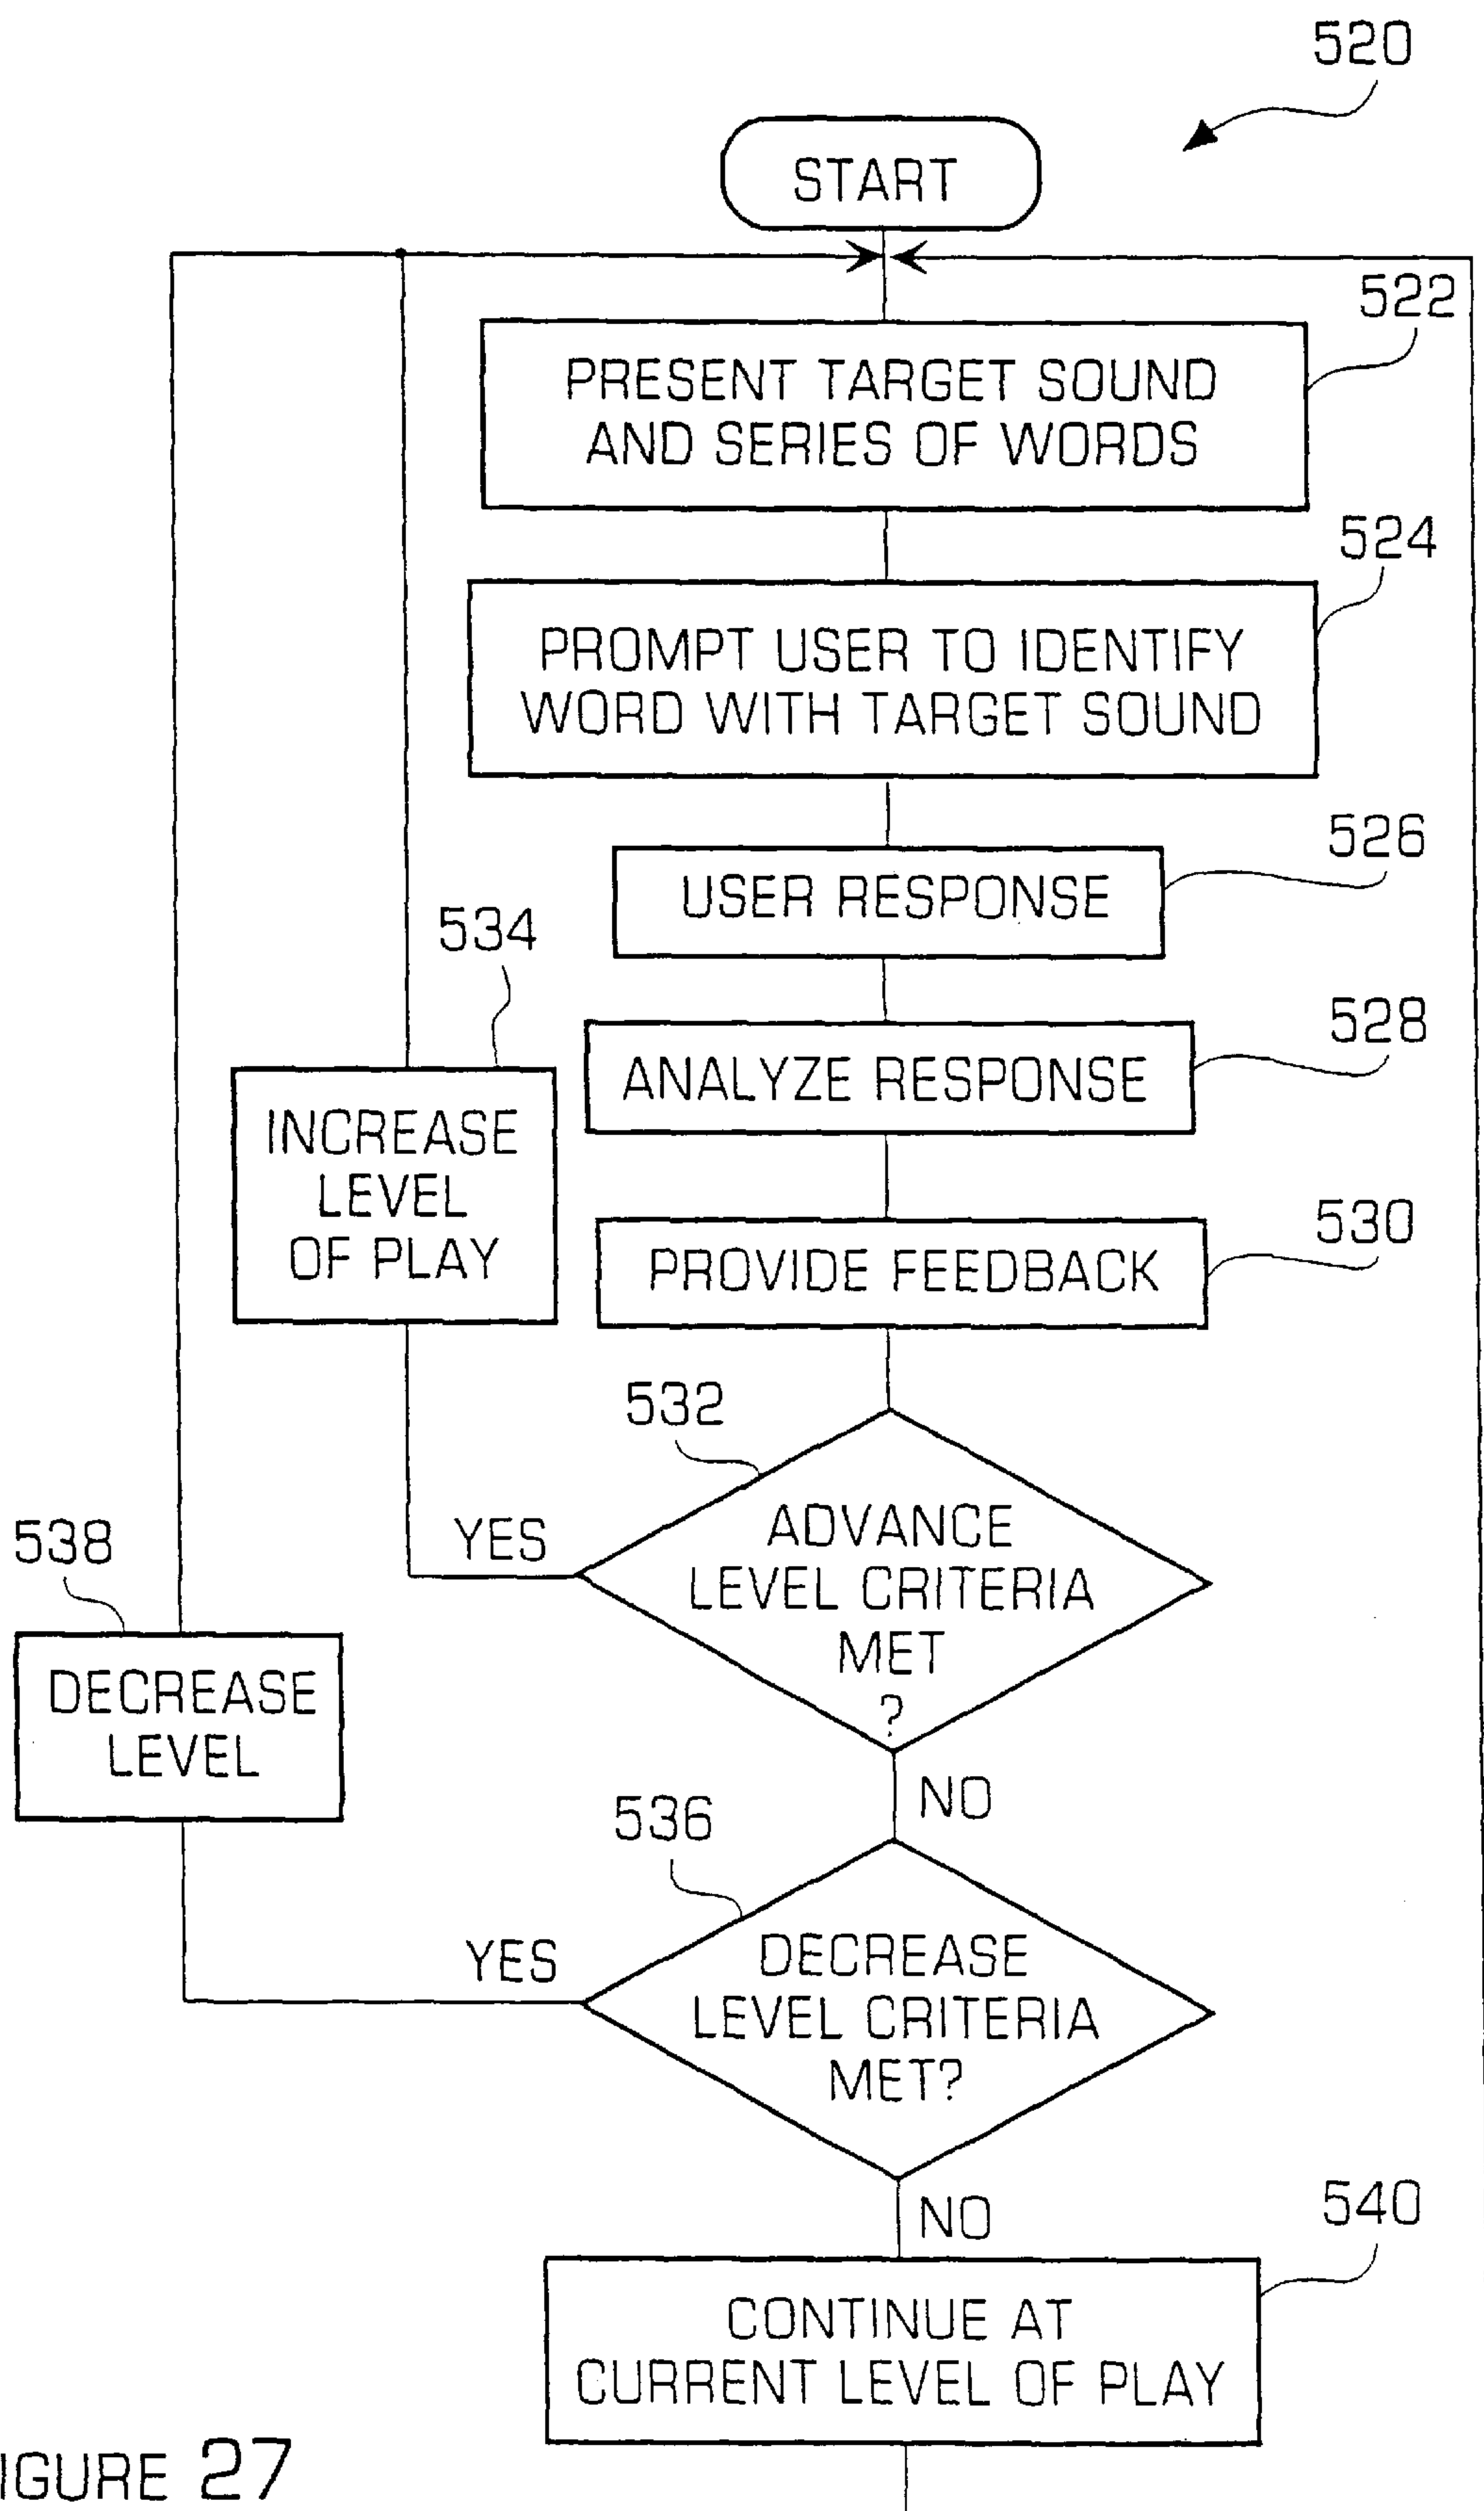 520
START
522
PRESENT TARGET SOUND
AND SERIES OF WORDS
524
PROMPT USER TO IDENTIFY
WORD WITH TARGET SOUND
526
USER RESPONSE
534
528
ANALYZE RESPONSE
INCREASE
LEVEL
OF PLAY
530
PROVIDE FEEDBACK
532
ADVANCE
LEVEL CRITERIA
MET
?
YES
538
DECREASE
LEVEL
NO
536
YES
DECREASE
LEVEL CRITERIA
MET?
NO
540
CONTINUE AT
CURRENT LEVEL OF PLAY
IGURE 27